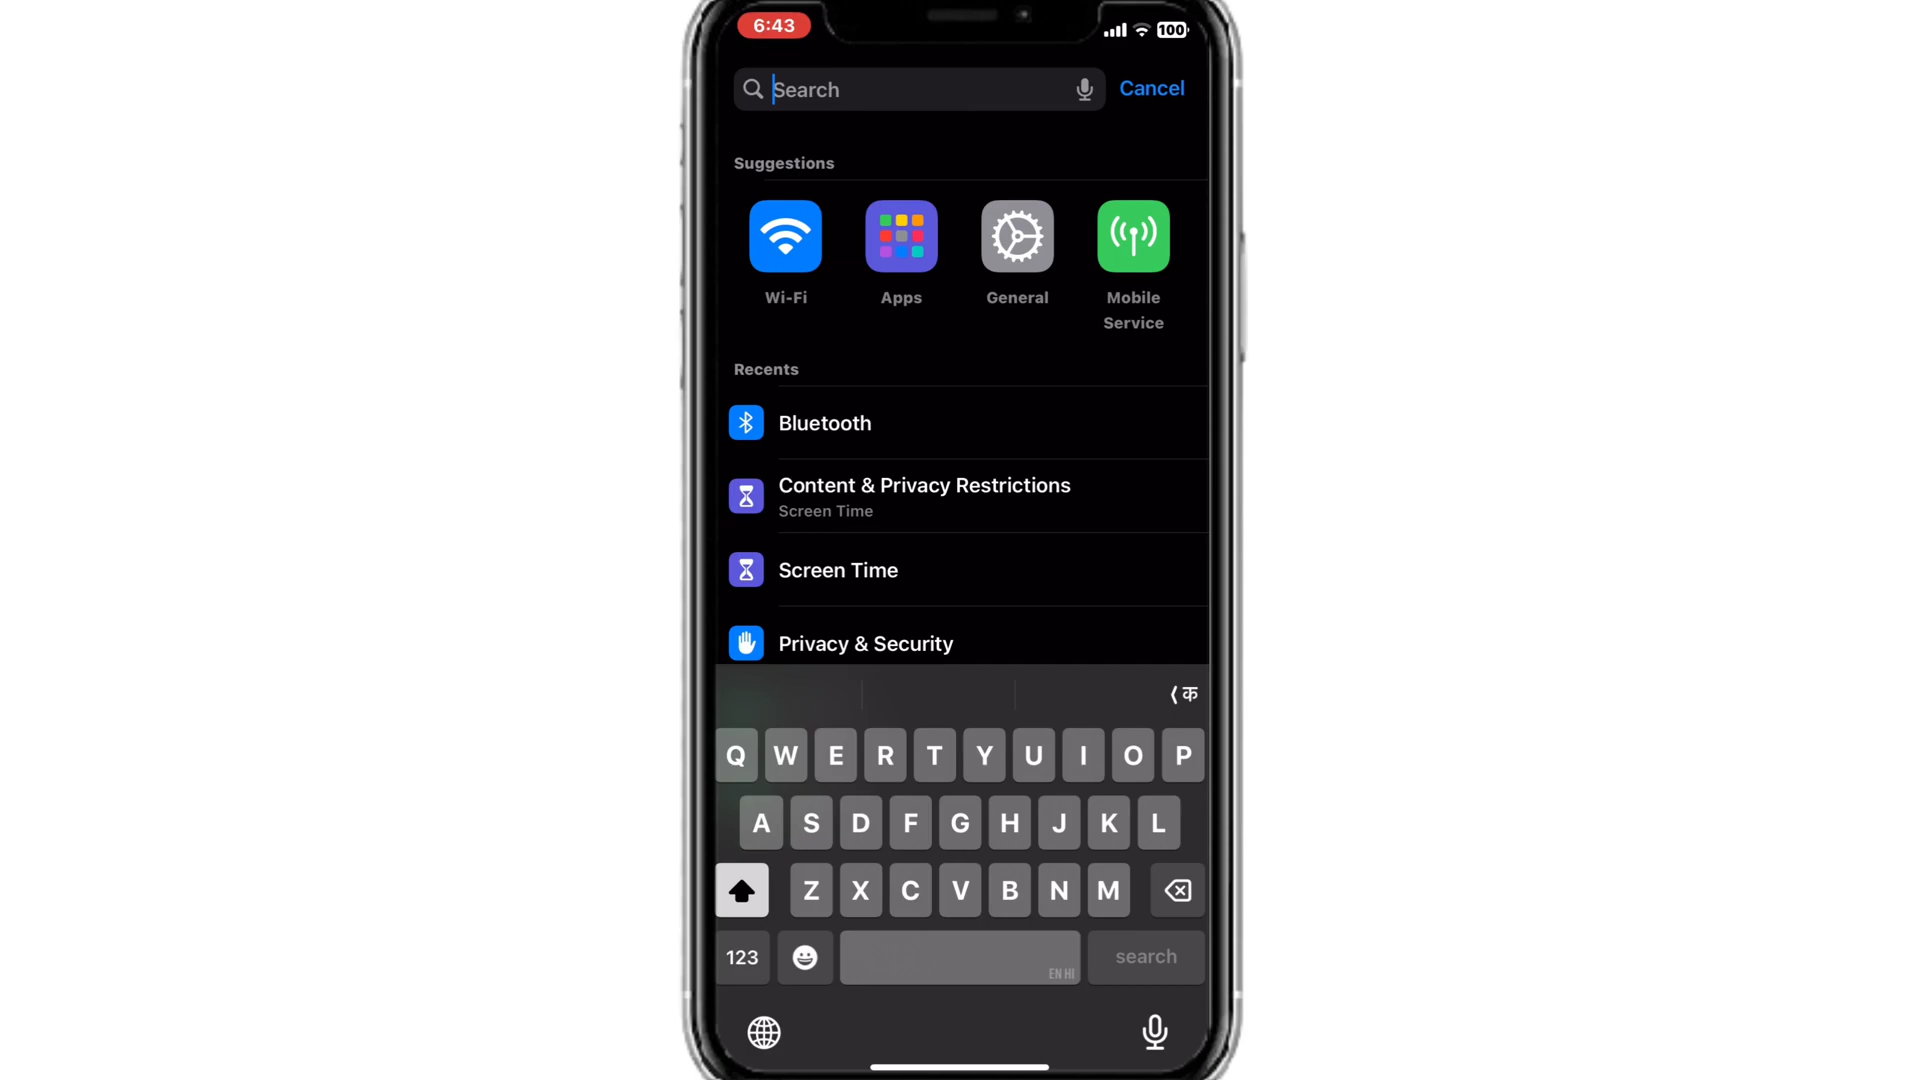 6:43
100
Search
Cancel
Suggestions
Wi-Fi
Apps
General
Mobile
Service
Recents
Bluetooth
Content & Privacy Restrictions
Screen Time
Screen Time
Privacy & Security
⟨ क
Q W E R T Y U I O P
A S D F G H J K L
Z X C V B N M
123
EN HI
search